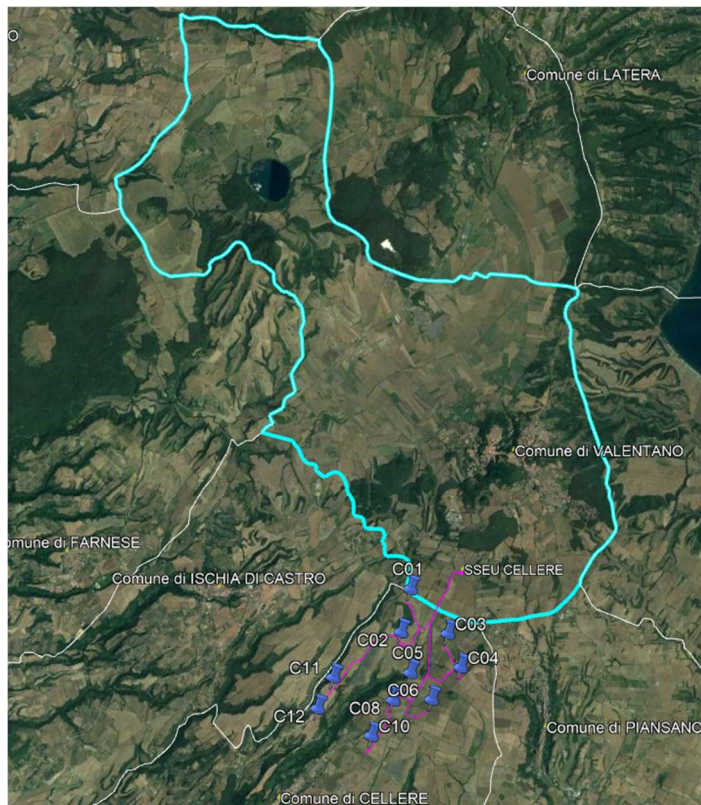 O
Comune di LATERA
Comune di VALENTANO
omune di FARNESE
SSEU CELLERE
Comune di ISCHIA DI CASTRO
C01
C02
C03
C05
C04
C11
C06
C12
C08
C10
Comune di PIANSANO
Comune di CELLERE